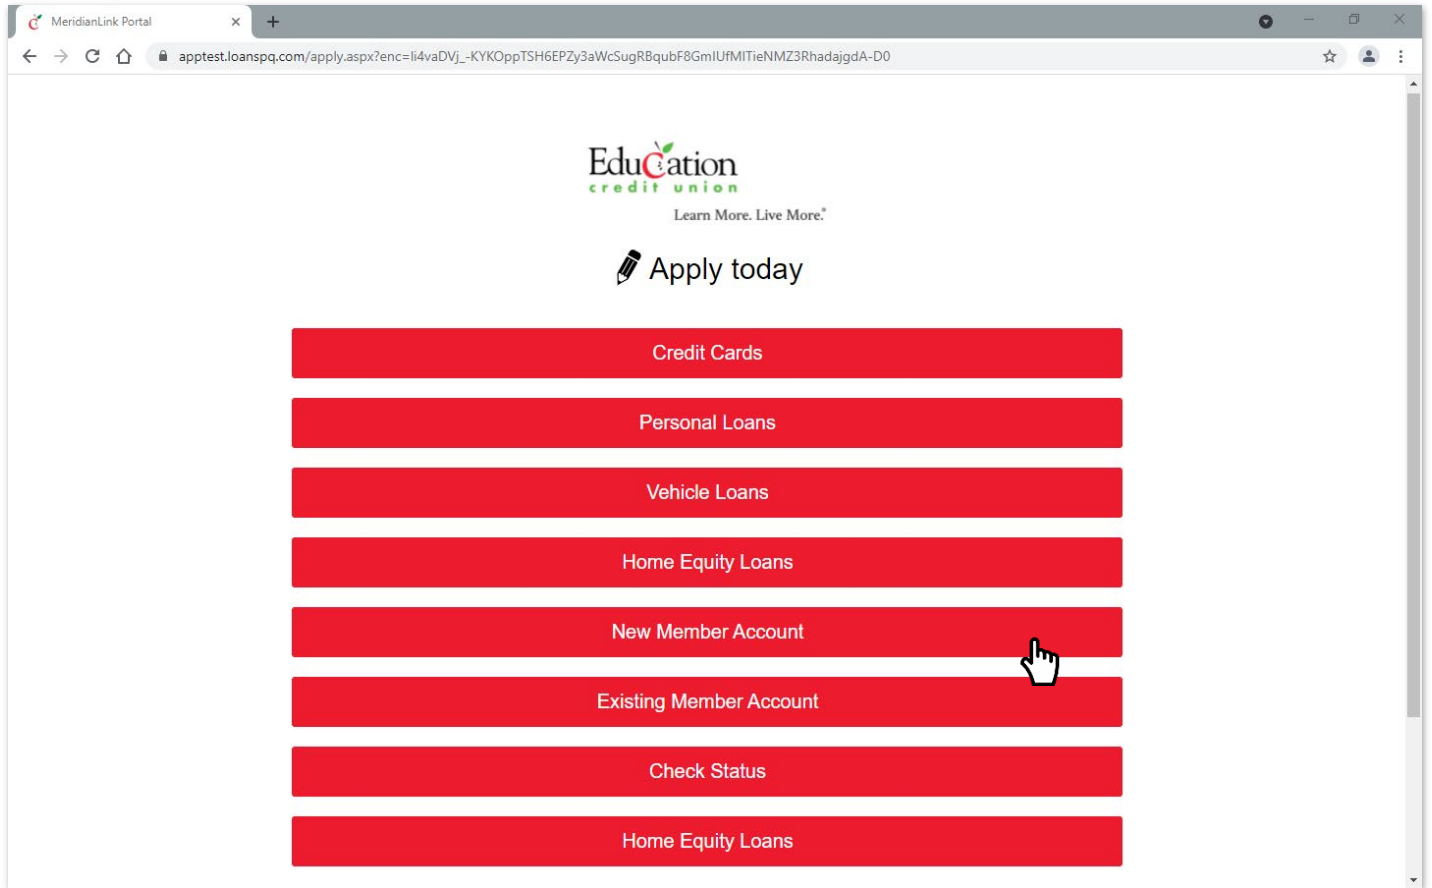 MeridianLink Portal
apptest.loanspq.com/apply.aspx?enc=li4vaDVj_-KYKOppTSH6EPZy3aWcSugRBqubF8GmIUfMITieNMZ3RhadajgdA-D0
Education
credit union
Learn More. Live More.®
Apply today
Credit Cards
Personal Loans
Vehicle Loans
Home Equity Loans
New Member Account
Existing Member Account
Check Status
Home Equity Loans